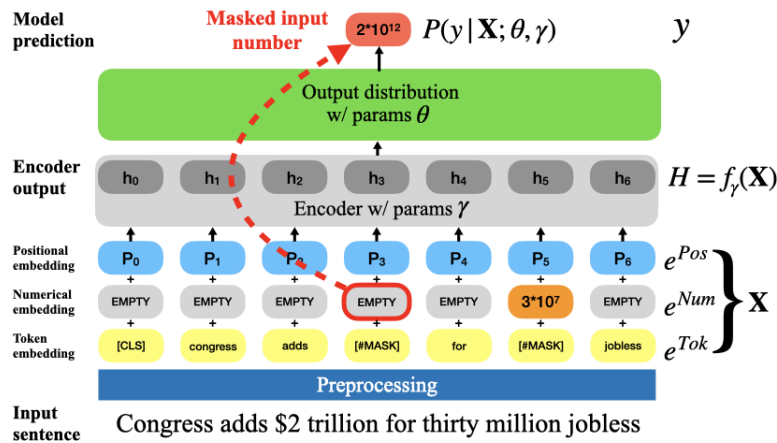 Model prediction
Masked input number
2*10¹²
P(y | X; θ, γ)
y
Output distribution
w/ params θ
Encoder output
h₀ h₁ h₂ h₃ h₄ h₅ h₆
H = f_γ(X)
Encoder w/ params γ
Positional embedding
P₀ P₁ P₂ P₃ P₄ P₅ P₆
e^Pos
+ + + + + + +
Numerical embedding
EMPTY EMPTY EMPTY EMPTY EMPTY 3*10⁷ EMPTY
e^Num
} X
+ + + + + + +
Token embedding
[CLS] congress adds [#MASK] for [#MASK] jobless
e^Tok
Preprocessing
Input sentence
Congress adds $2 trillion for thirty million jobless